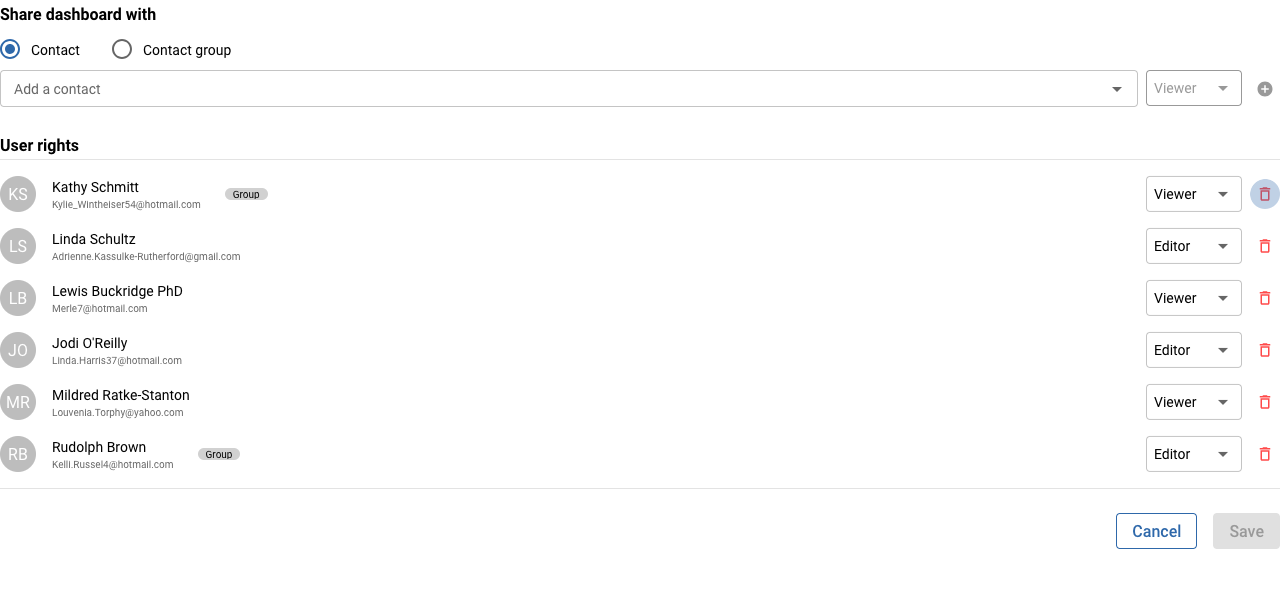 Share dashboard with
Contact
Contact group
Add a contact
Viewer
User rights
KS
Kathy Schmitt
Kylie_Wintheiser54@hotmail.com
Group
Viewer
LS
Linda Schultz
Adrienne.Kassulke-Rutherford@gmail.com
Editor
LB
Lewis Buckridge PhD
Merle7@hotmail.com
Viewer
JO
Jodi O'Reilly
Linda.Harris37@hotmail.com
Editor
MR
Mildred Ratke-Stanton
Louvenia.Torphy@yahoo.com
Viewer
RB
Rudolph Brown
Kelli.Russel4@hotmail.com
Group
Editor
Cancel
Save